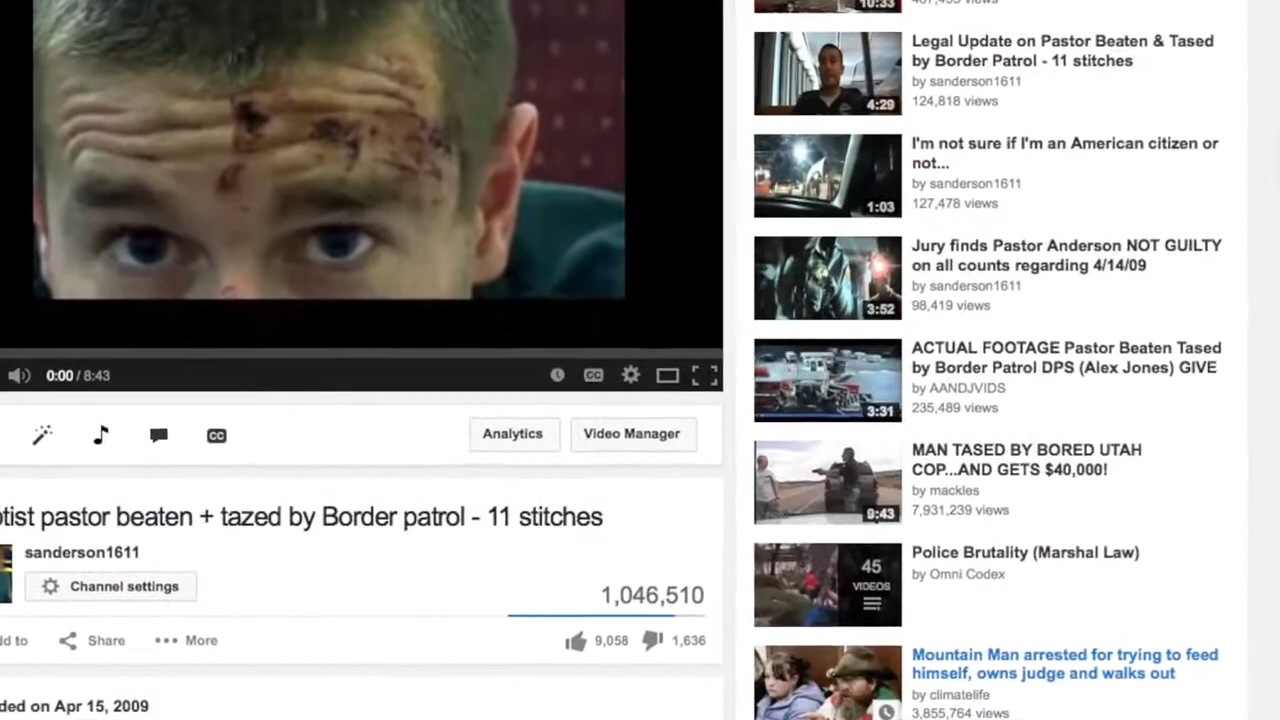 0:00 / 8:43
CC
CC
Analytics
Video Manager
tist pastor beaten + tazed by Border patrol - 11 stitches
sanderson1611
Channel settings
1,046,510
dd to
Share
More
9,058
1,636
ded on Apr 15, 2009
10:33
views
Legal Update on Pastor Beaten & Tased
by Border Patrol - 11 stitches
by sanderson1611
124,818 views
4:29
I'm not sure if I'm an American citizen or
not...
by sanderson1611
127,478 views
1:03
Jury finds Pastor Anderson NOT GUILTY
on all counts regarding 4/14/09
by sanderson1611
98,419 views
3:52
ACTUAL FOOTAGE Pastor Beaten Tased
by Border Patrol DPS (Alex Jones) GIVE
by AANDJVIDS
235,489 views
3:31
MAN TASED BY BORED UTAH
COP...AND GETS $40,000!
by mackles
7,931,239 views
9:43
Police Brutality (Marshal Law)
by Omni Codex
45
VIDEOS
Mountain Man arrested for trying to feed
himself, owns judge and walks out
by climatelife
3,855,764 views